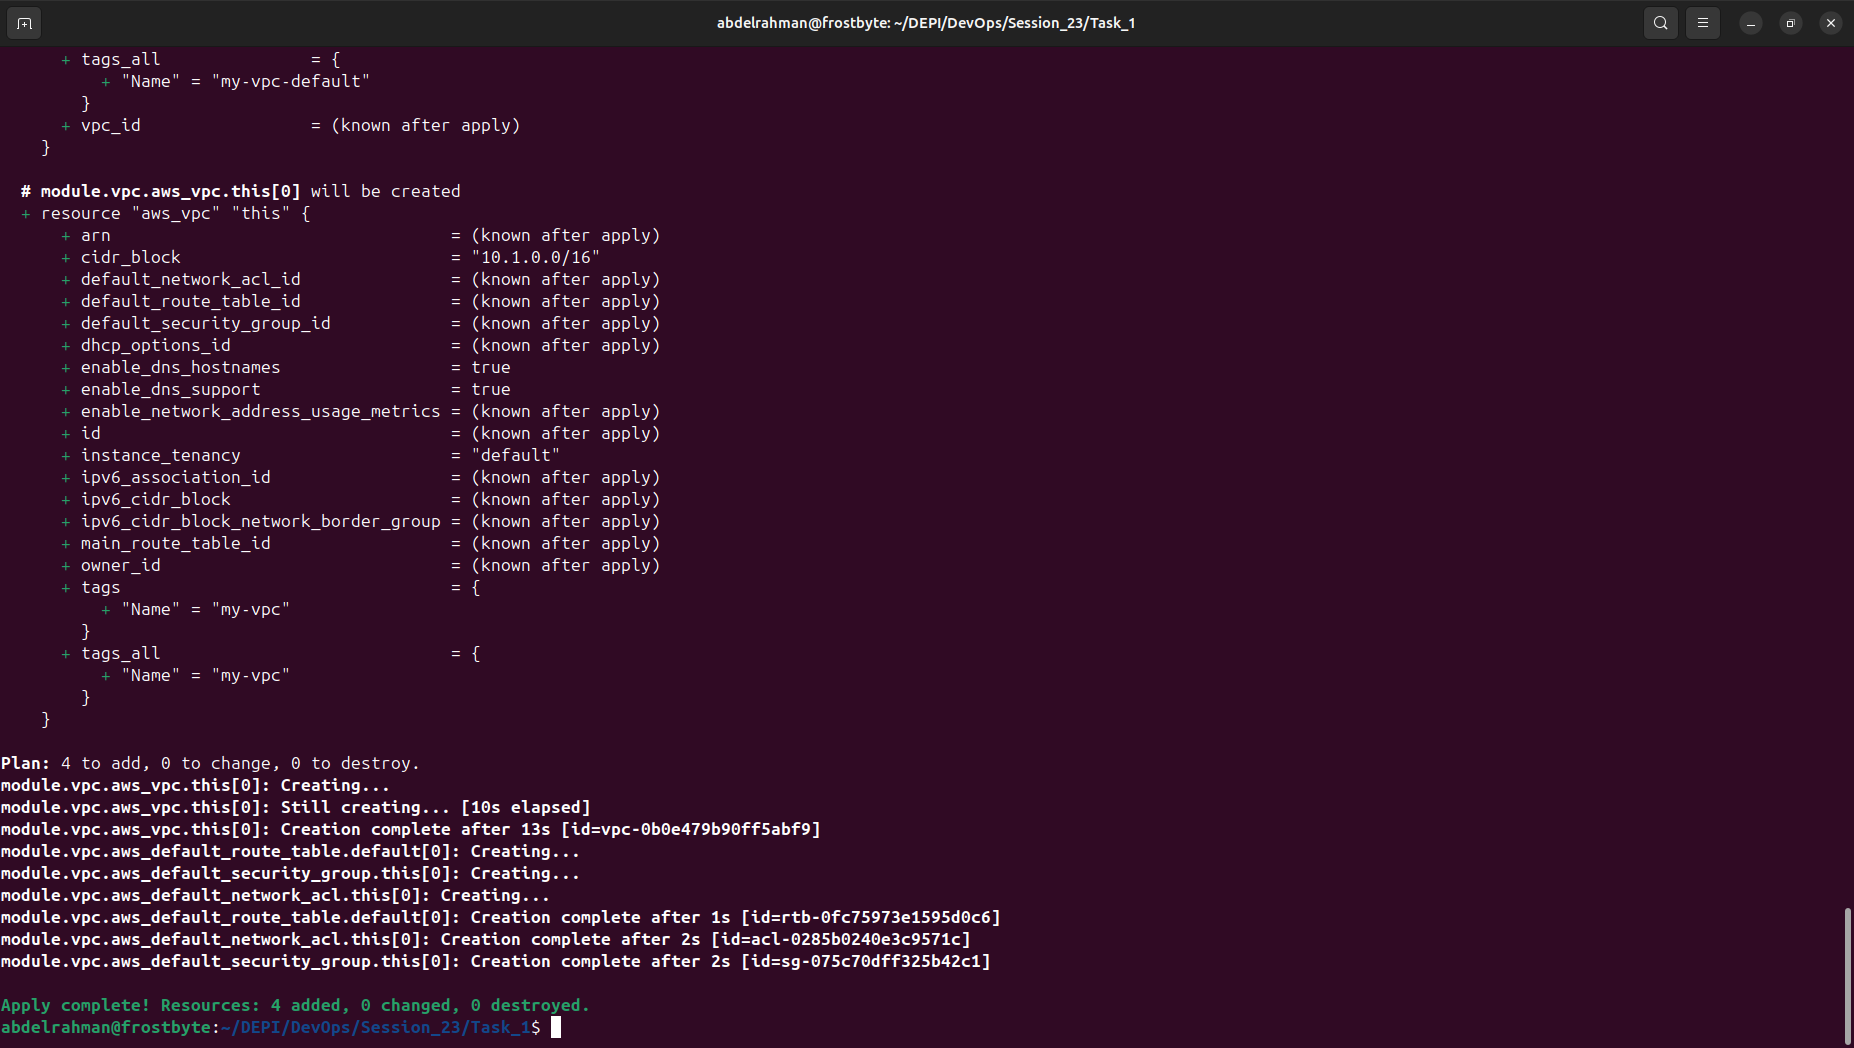 abdelrahman@frostbyte: ~/DEPI/DevOps/Session_23/Task_1
      + tags_all               = {
          + "Name" = "my-vpc-default"
        }
      + vpc_id                 = (known after apply)
    }

  # module.vpc.aws_vpc.this[0] will be created
  + resource "aws_vpc" "this" {
      + arn                                  = (known after apply)
      + cidr_block                           = "10.1.0.0/16"
      + default_network_acl_id               = (known after apply)
      + default_route_table_id               = (known after apply)
      + default_security_group_id            = (known after apply)
      + dhcp_options_id                      = (known after apply)
      + enable_dns_hostnames                 = true
      + enable_dns_support                   = true
      + enable_network_address_usage_metrics = (known after apply)
      + id                                   = (known after apply)
      + instance_tenancy                     = "default"
      + ipv6_association_id                  = (known after apply)
      + ipv6_cidr_block                      = (known after apply)
      + ipv6_cidr_block_network_border_group = (known after apply)
      + main_route_table_id                  = (known after apply)
      + owner_id                             = (known after apply)
      + tags                                 = {
          + "Name" = "my-vpc"
        }
      + tags_all                             = {
          + "Name" = "my-vpc"
        }
    }

Plan: 4 to add, 0 to change, 0 to destroy.
module.vpc.aws_vpc.this[0]: Creating...
module.vpc.aws_vpc.this[0]: Still creating... [10s elapsed]
module.vpc.aws_vpc.this[0]: Creation complete after 13s [id=vpc-0b0e479b90ff5abf9]
module.vpc.aws_default_route_table.default[0]: Creating...
module.vpc.aws_default_security_group.this[0]: Creating...
module.vpc.aws_default_network_acl.this[0]: Creating...
module.vpc.aws_default_route_table.default[0]: Creation complete after 1s [id=rtb-0fc75973e1595d0c6]
module.vpc.aws_default_network_acl.this[0]: Creation complete after 2s [id=acl-0285b0240e3c9571c]
module.vpc.aws_default_security_group.this[0]: Creation complete after 2s [id=sg-075c70dff325b42c1]

Apply complete! Resources: 4 added, 0 changed, 0 destroyed.
abdelrahman@frostbyte:~/DEPI/DevOps/Session_23/Task_1$